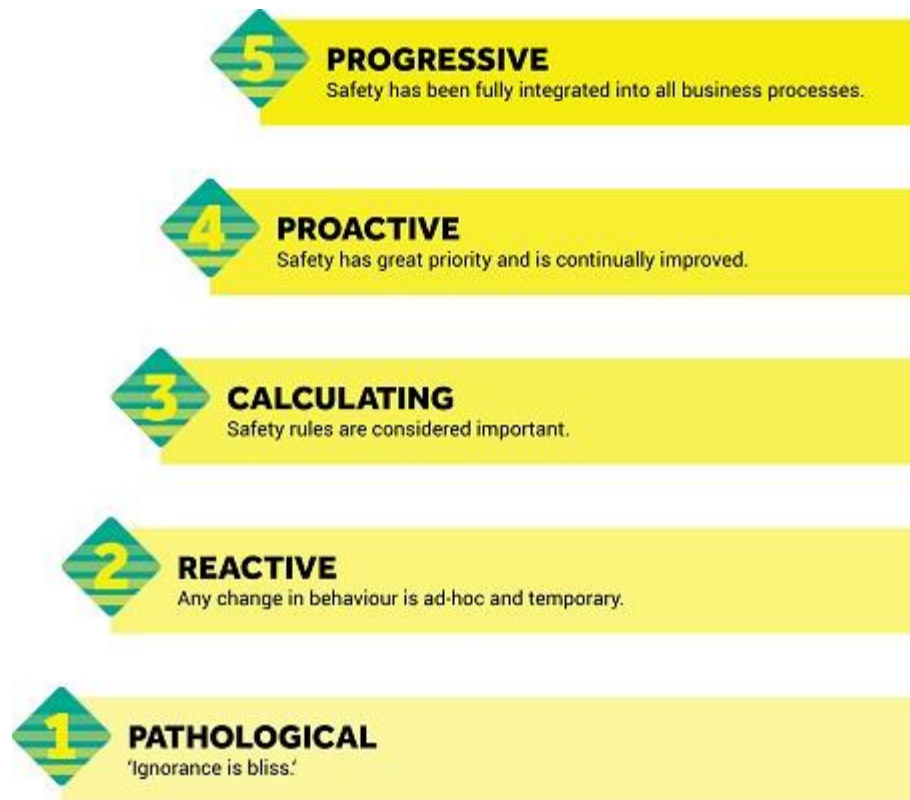 5
PROGRESSIVE
Safety has been fully integrated into all business processes.
4
PROACTIVE
Safety has great priority and is continually improved.
3
CALCULATING
Safety rules are considered important.
2
REACTIVE
Any change in behaviour is ad-hoc and temporary.
1
PATHOLOGICAL
‘Ignorance is bliss.’